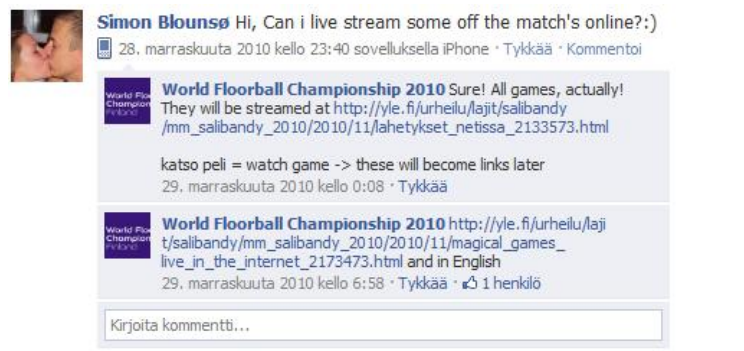 Simon Blounsø Hi, Can i live stream some off the match's online?:)
28. marraskuuta 2010 kello 23:40 sovelluksella iPhone · Tykkää · Kommentoi
World Floorball Championship 2010 Sure! All games, actually!
They will be streamed at http://yle.fi/urheilu/lajit/salibandy
/mm_salibandy_2010/2010/11/lahetykset_netissa_2133573.html
katso peli = watch game -> these will become links later
29. marraskuuta 2010 kello 0:08 · Tykkää
World Floorball Championship 2010 http://yle.fi/urheilu/laji
t/salibandy/mm_salibandy_2010/2010/11/magical_games_
live_in_the_internet_2173473.html and in English
29. marraskuuta 2010 kello 6:58 · Tykkää · 1 henkilö
Kirjoita kommentti...